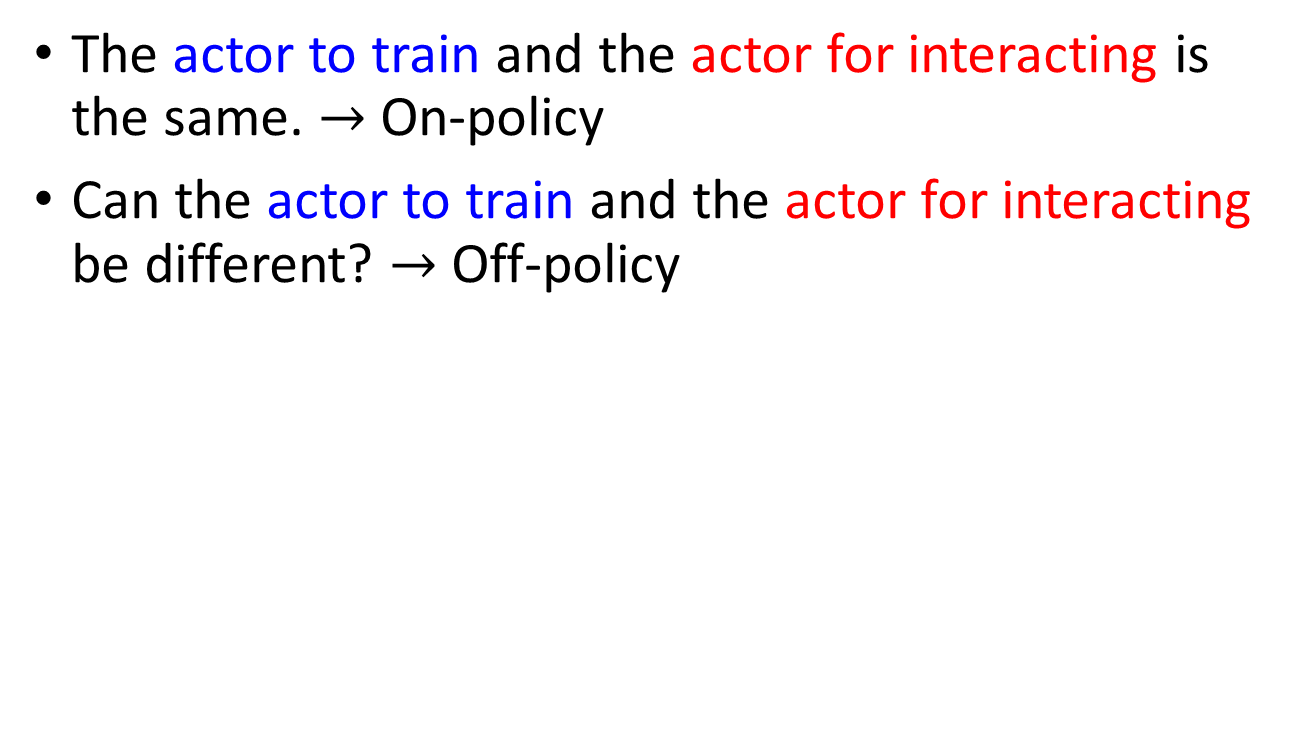 • The actor to train and the actor for interacting is
the same. → On-policy
• Can the actor to train and the actor for interacting
be different? → Off-policy